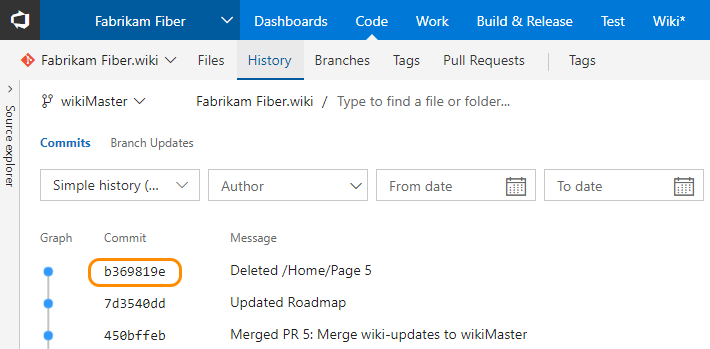 Fabrikam Fiber Dashboards Code Work Build & Release Test Wiki*
Fabrikam Fiber.wiki Files History Branches Tags Pull Requests Tags
wikiMaster Fabrikam Fiber.wiki / Type to find a file or folder...
Source explorer
Commits Branch Updates
Simple history (... Author From date To date
Graph Commit Message
b369819e Deleted /Home/Page 5
7d3540dd Updated Roadmap
450bffeb Merged PR 5: Merge wiki-updates to wikiMaster